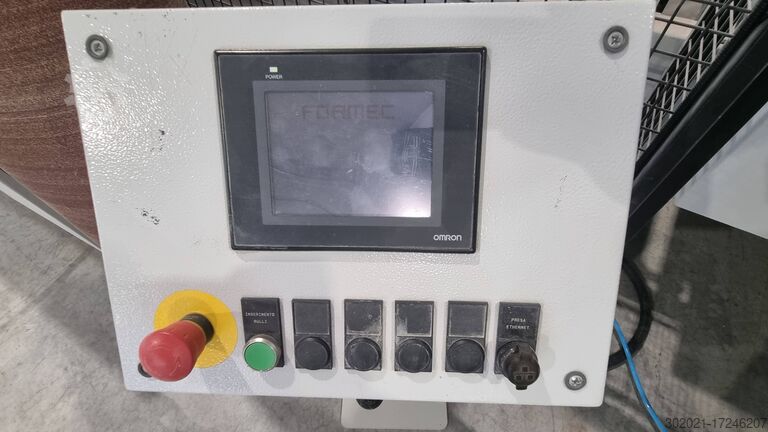 POWER
FORMEC
OMRON
INSERIMENTO
RULLI
PRESA
ETHERNET
302021-17246207